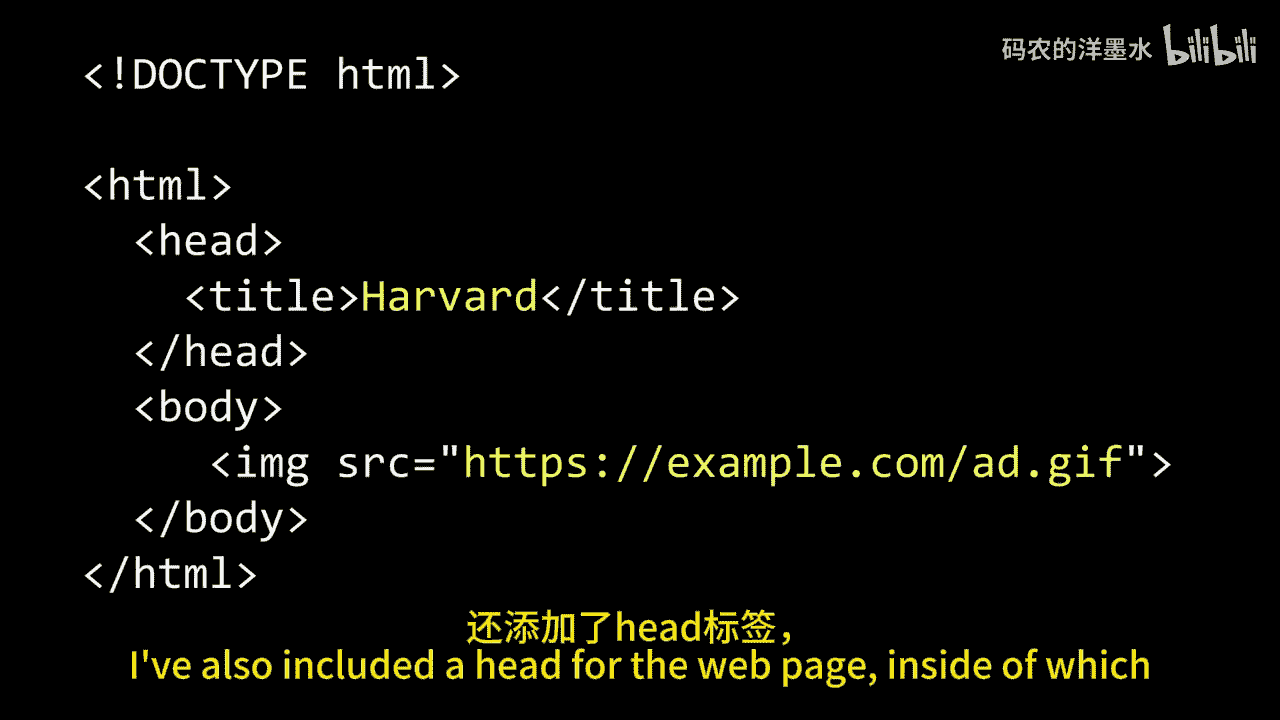 码农的洋墨水 bilibili
<!DOCTYPE html>
<html>
<head>
<title>Harvard</title>
</head>
<body>
<img src="https://example.com/ad.gif">
</body>
</html>
还添加了head标签，
I've also included a head for the web page, inside of which